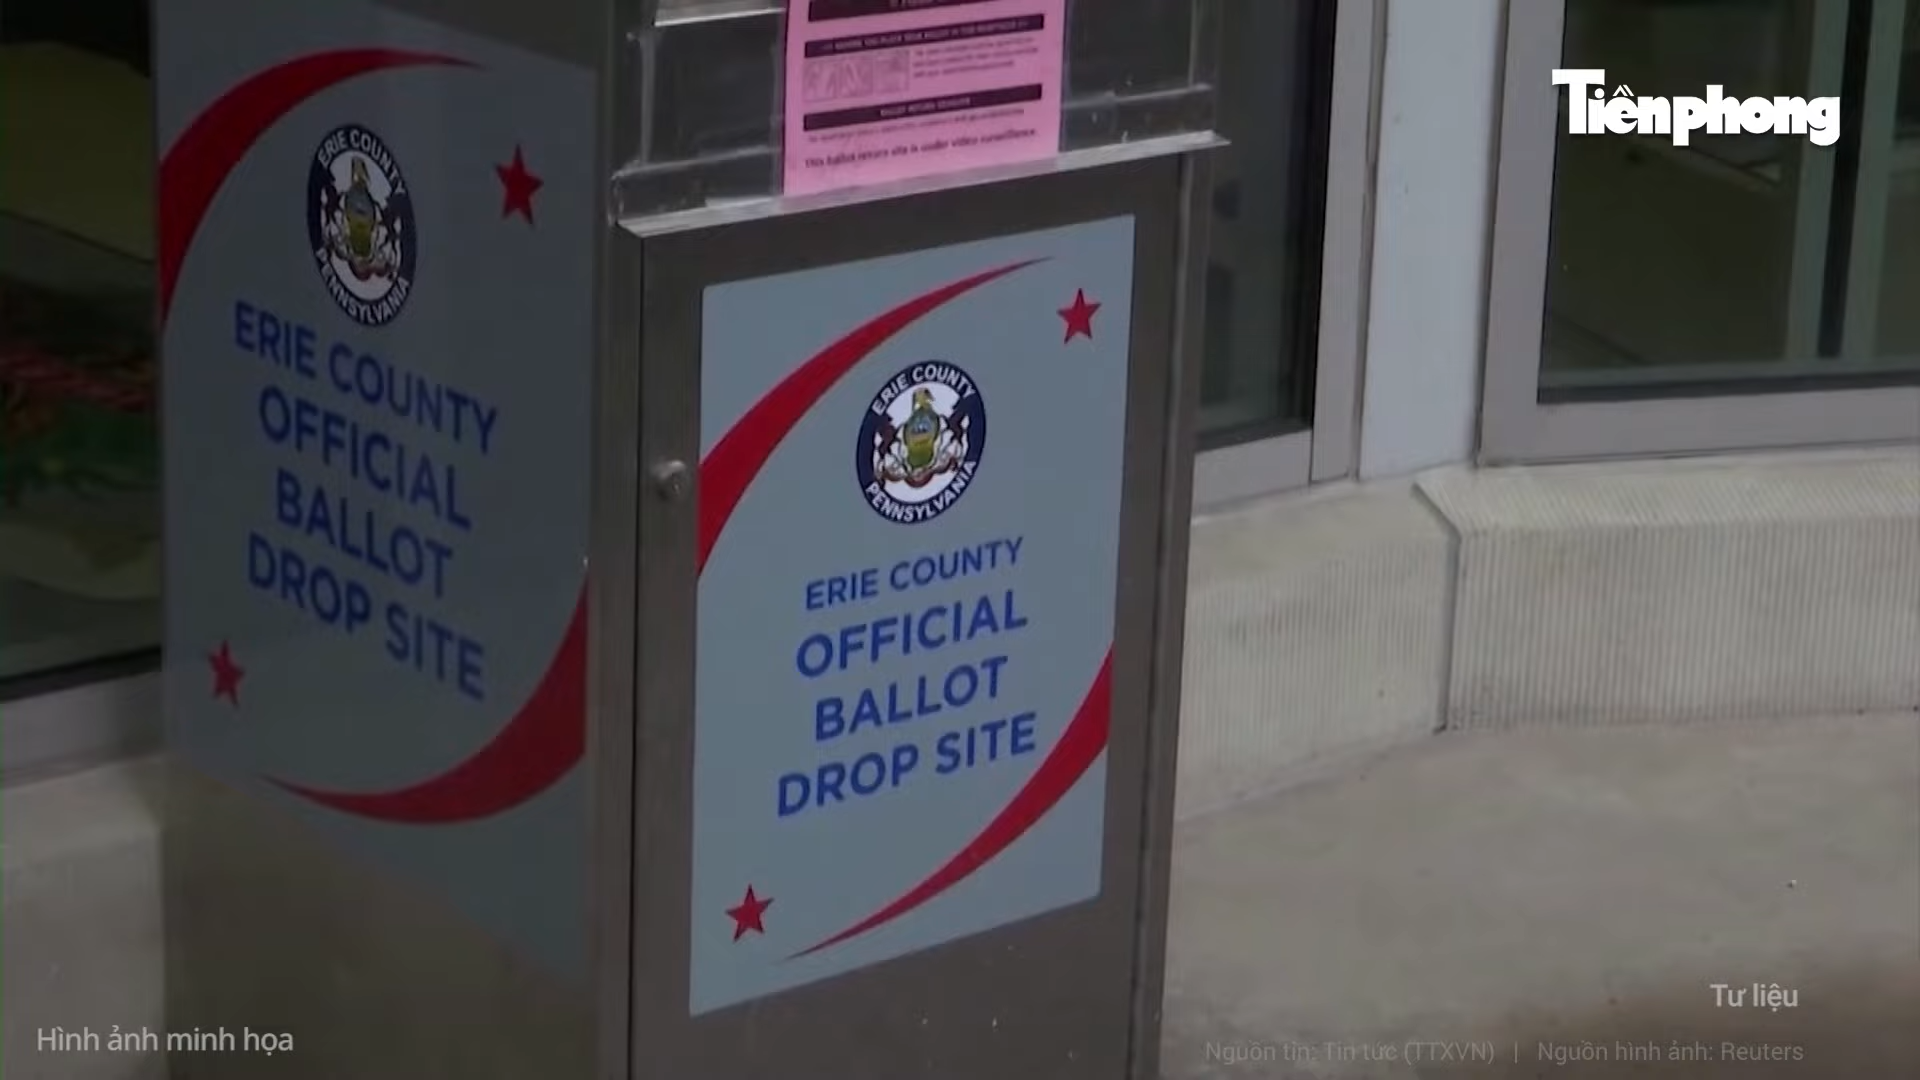 Tiềnphong
BALLOT RETURN
This ballot return site is under video surveillance.
ERIE COUNTY
PENNSYLVANIA
ERIE COUNTY
OFFICIAL
BALLOT
DROP SITE
ERIE COUNTY
PENNSYLVANIA
ERIE COUNTY
OFFICIAL
BALLOT
DROP SITE
Tư liệu
Hình ảnh minh họa
Nguồn tin: Tin tức (TTXVN) | Nguồn hình ảnh: Reuters